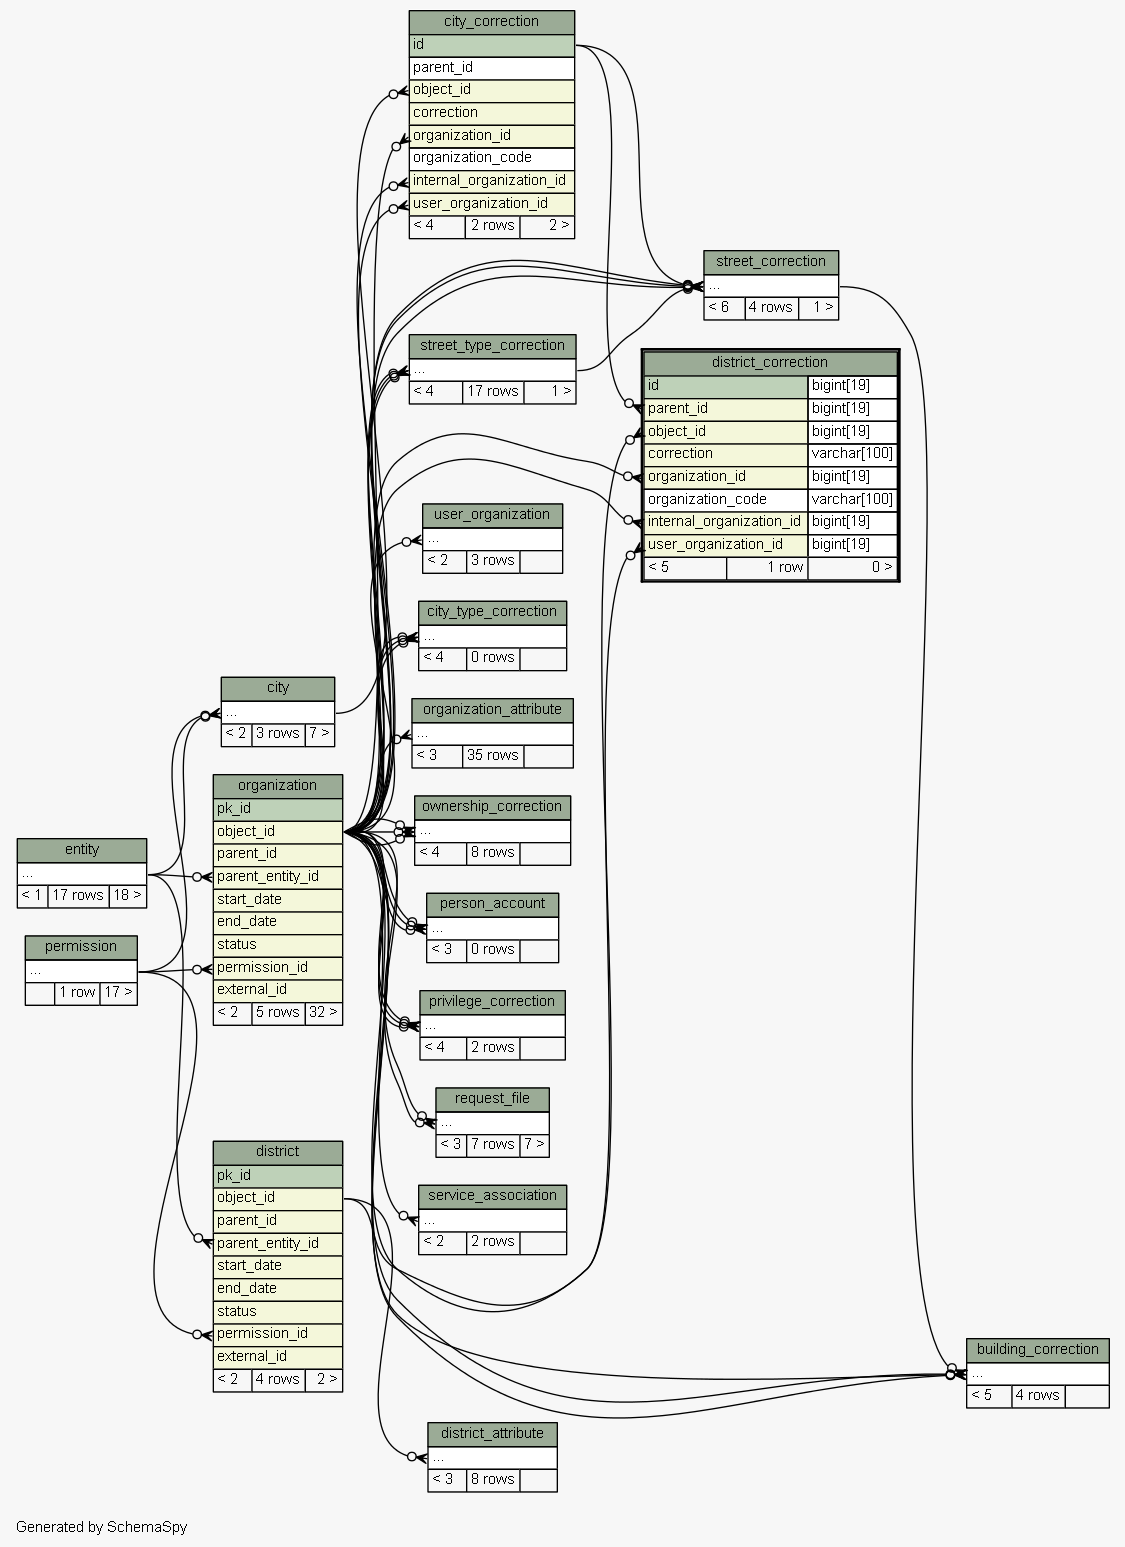 city_correction
id
parent_id
object_id
correction
organization_id
organization_code
internal_organization_id
user_organization_id
< 4 2 rows 2 >
street_correction
...
< 6 4 rows 1 >
street_type_correction
...
< 4 17 rows 1 >
district_correction
id bigint[19]
parent_id bigint[19]
object_id bigint[19]
correction varchar[100]
organization_id bigint[19]
organization_code varchar[100]
internal_organization_id bigint[19]
user_organization_id bigint[19]
< 5 1 row 0 >
user_organization
...
< 2 3 rows
city_type_correction
...
< 4 0 rows
city
...
< 2 3 rows 7 >
organization_attribute
...
< 3 35 rows
organization
pk_id
object_id
parent_id
parent_entity_id
start_date
end_date
status
permission_id
external_id
< 2 5 rows 32 >
ownership_correction
...
< 4 8 rows
entity
...
< 1 17 rows 18 >
person_account
...
< 3 0 rows
permission
...
1 row 17 >
privilege_correction
...
< 4 2 rows
request_file
...
< 3 7 rows 7 >
district
pk_id
object_id
parent_id
parent_entity_id
start_date
end_date
status
permission_id
external_id
< 2 4 rows 2 >
service_association
...
< 2 2 rows
building_correction
...
< 5 4 rows
district_attribute
...
< 3 8 rows
Generated by SchemaSpy